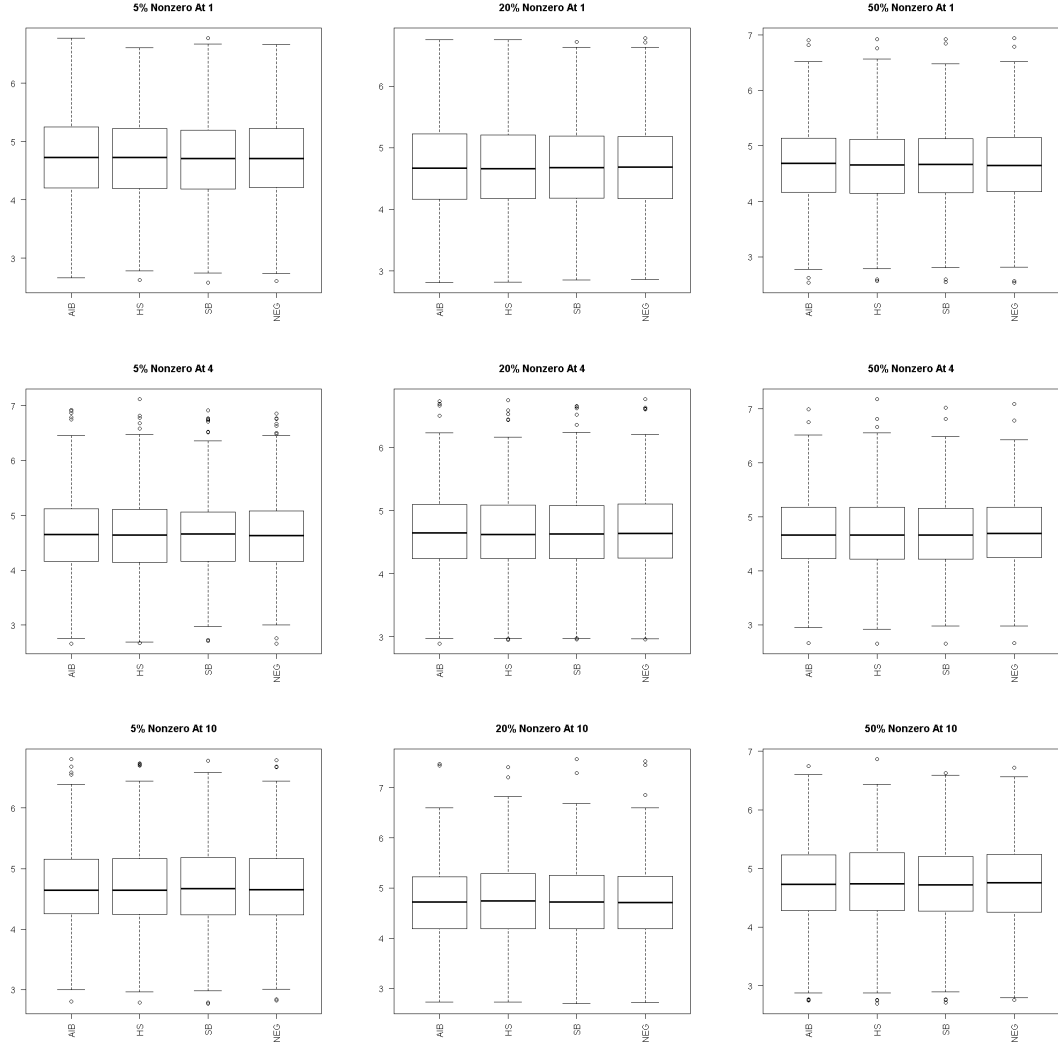 5% Nonzero At 1
20% Nonzero At 1
50% Nonzero At 1
6
5
4
3
AIB HS SB NEG
6
5
4
3
AIB HS SB NEG
7
6
5
4
3
AIB HS SB NEG
5% Nonzero At 4
20% Nonzero At 4
50% Nonzero At 4
7
6
5
4
3
AIB HS SB NEG
6
5
4
3
AIB HS SB NEG
7
6
5
4
3
AIB HS SB NEG
5% Nonzero At 10
20% Nonzero At 10
50% Nonzero At 10
6
5
4
3
AIB HS SB NEG
7
6
5
4
3
AIB HS SB NEG
7
6
5
4
3
AIB HS SB NEG